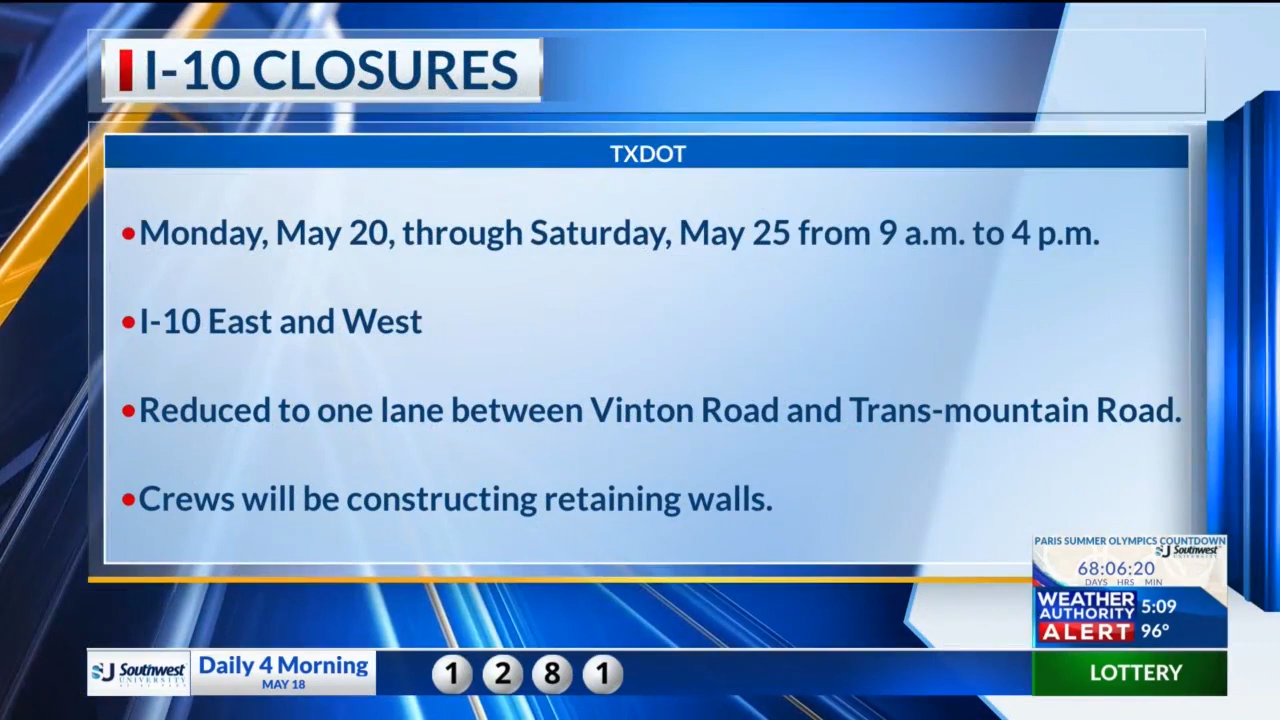 I-10 CLOSURES
TXDOT
•Monday, May 20, through Saturday, May 25 from 9 a.m. to 4 p.m.
•I-10 East and West
•Reduced to one lane between Vinton Road and Trans-mountain Road.
•Crews will be constructing retaining walls.
PARIS SUMMER OLYMPICS COUNTDOWN
SU Southwest
UNIVERSITY
68:06:20
DAYS HRS MIN
WEATHER
AUTHORITY
ALERT
5:09
96°
SU Southwest
UNIVERSITY
Daily 4 Morning
MAY 18
1 2 8 1
LOTTERY